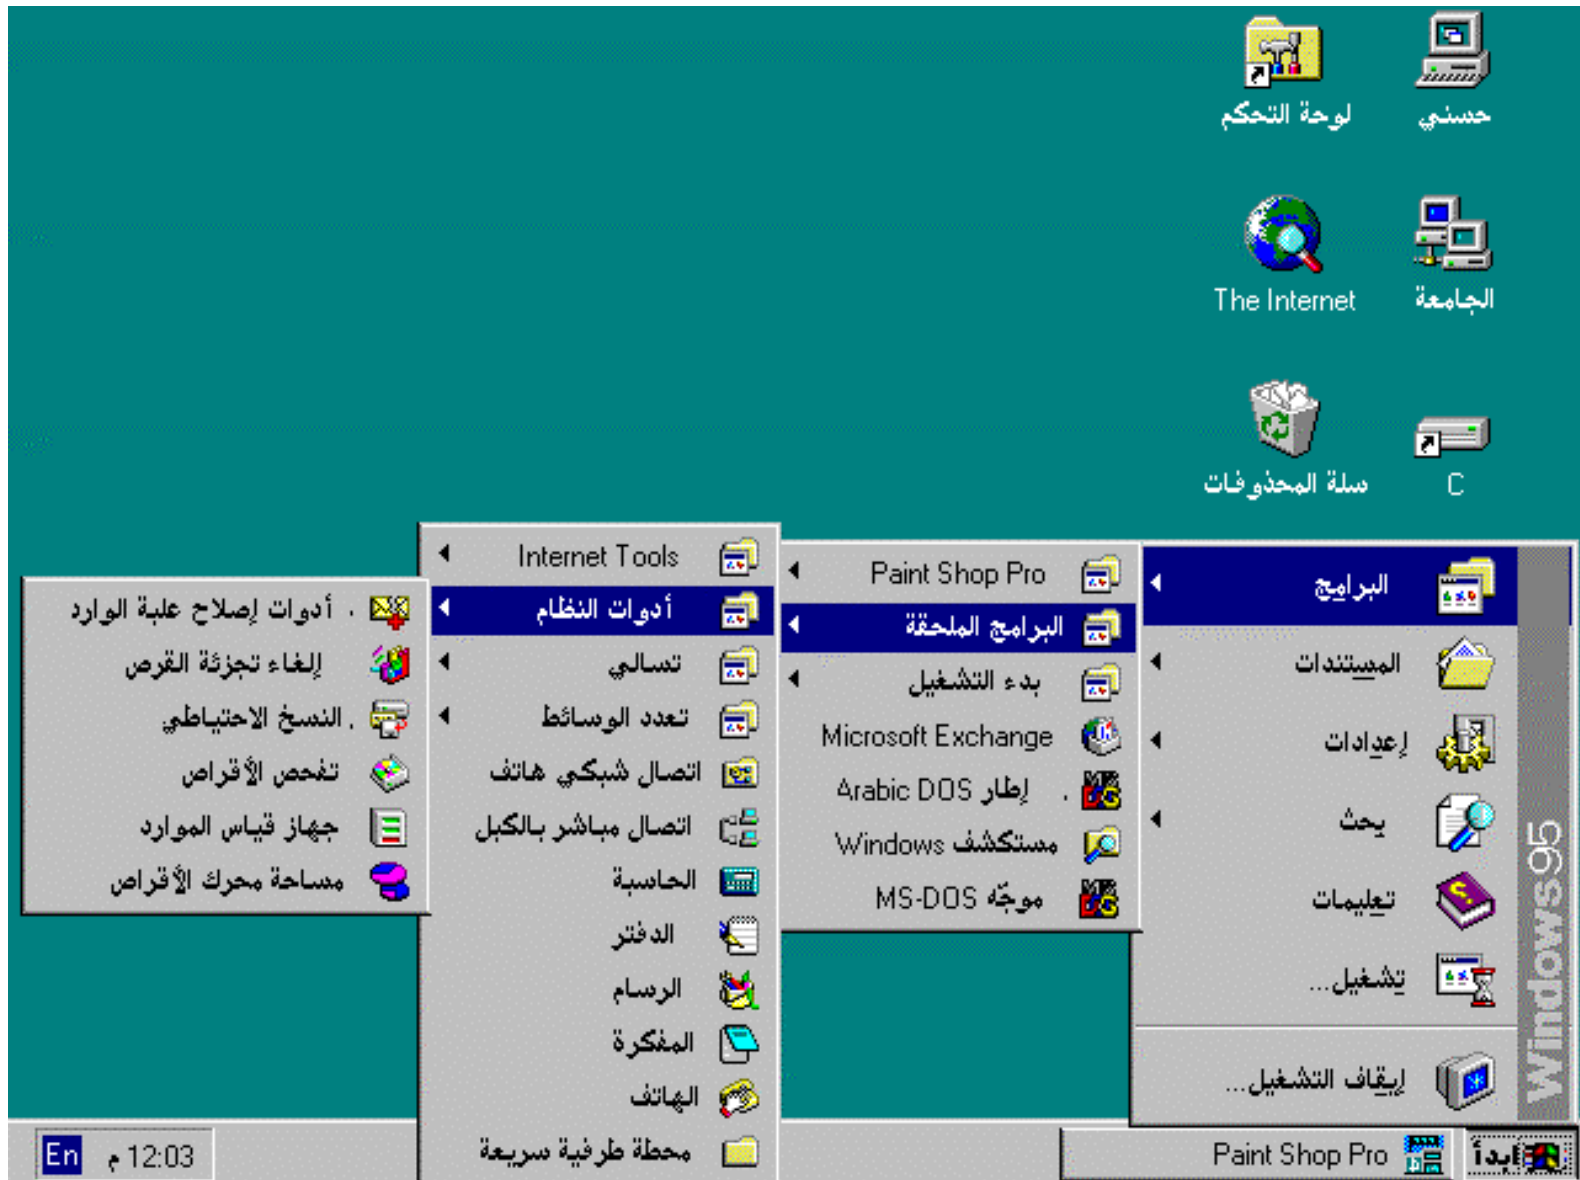 حسني
لوحة التحكم
الجامعة
The Internet
C
سلة المحذوفات
Windows95
البرامج
المستندات
إعدادات
بحث
تعليمات
تشغيل...
إيقاف التشغيل...
Paint Shop Pro
البرامج الملحقة
بدء التشغيل
Microsoft Exchange
إطار Arabic DOS
مستكشف Windows
موجّه MS-DOS
Internet Tools
أدوات النظام
تسالي
تعدد الوسائط
اتصال شبكي هاتف
اتصال مباشر بالكبل
الحاسبة
الدفتر
الرسام
المفكرة
الهاتف
محطة طرفية سريعة
أدوات إصلاح علبة الوارد
إلغاء تجزئة القرص
النسخ الاحتياطي
تفحص الأقراص
جهاز قياس الموارد
مساحة محرك الأقراص
ابدأ
Paint Shop Pro
12:03 م
En